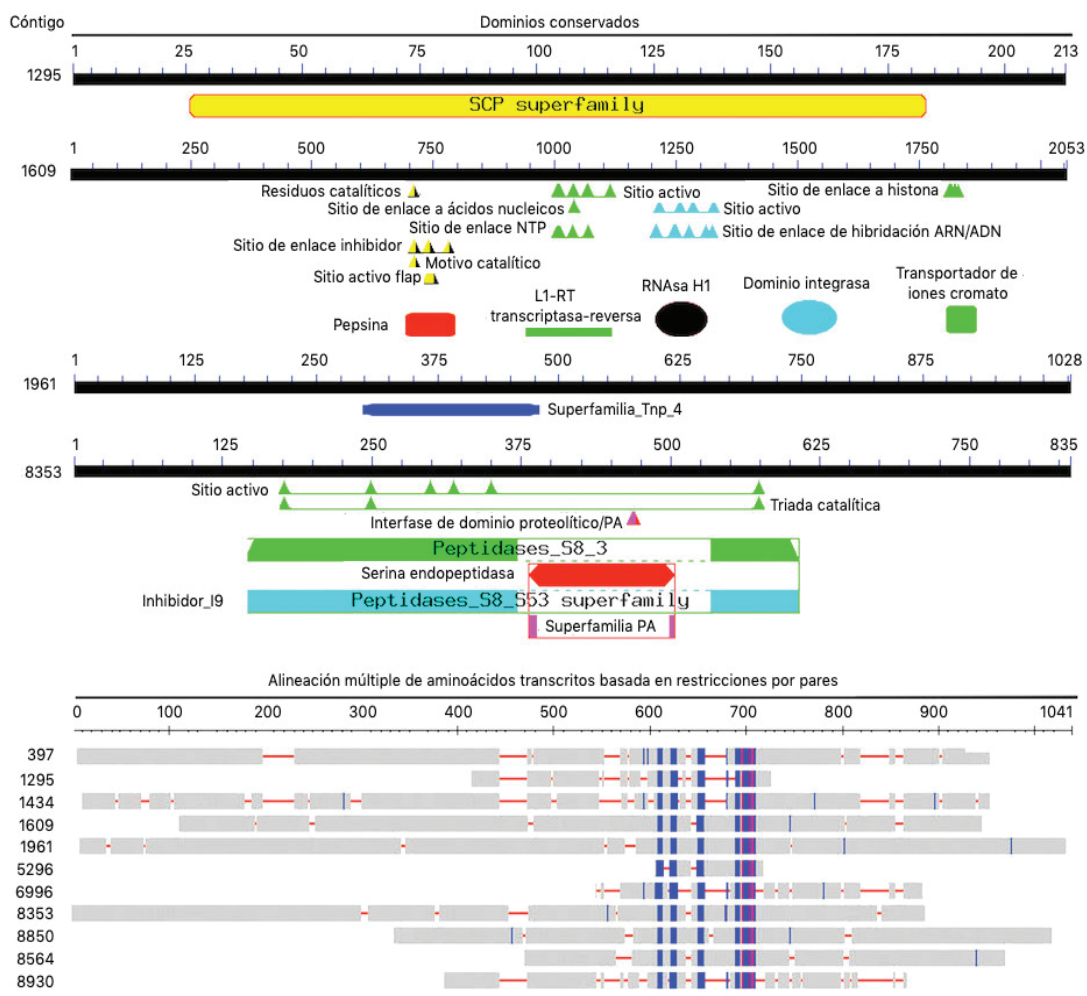 Cóntigo Dominios conservados
1 25 50 75 100 125 150 175 200 213
1295
SCP superfamily
1 250 500 750 1000 1250 1500 1750 2053
1609
Residuos catalíticos Sitio activo Sitio de enlace a histona
Sitio de enlace a ácidos nucleicos Sitio activo
Sitio de enlace NTP Sitio de enlace de hibridación ARN/ADN
Sitio de enlace inhibidor
Motivo catalítico
Sitio activo flap
Pepsina
L1-RT
transcriptasa-reversa
RNAsa H1
Dominio integrasa
Transportador de
iones cromato
1 125 250 375 500 625 750 875 1028
1961
Superfamilia_Tnp_4
1 125 250 375 500 625 750 835
8353
Sitio activo
Triada catalítica
Interfase de dominio proteolítico/PA
Peptidases_S8_3
Serina endopeptidasa
Inhibidor_I9 Peptidases_S8_S53 superfamily
Superfamilia PA
Alineación múltiple de aminoácidos transcritos basada en restricciones por pares
0 100 200 300 400 500 600 700 800 900 1041
397
1295
1434
1609
1961
5296
6996
8353
8850
8564
8930